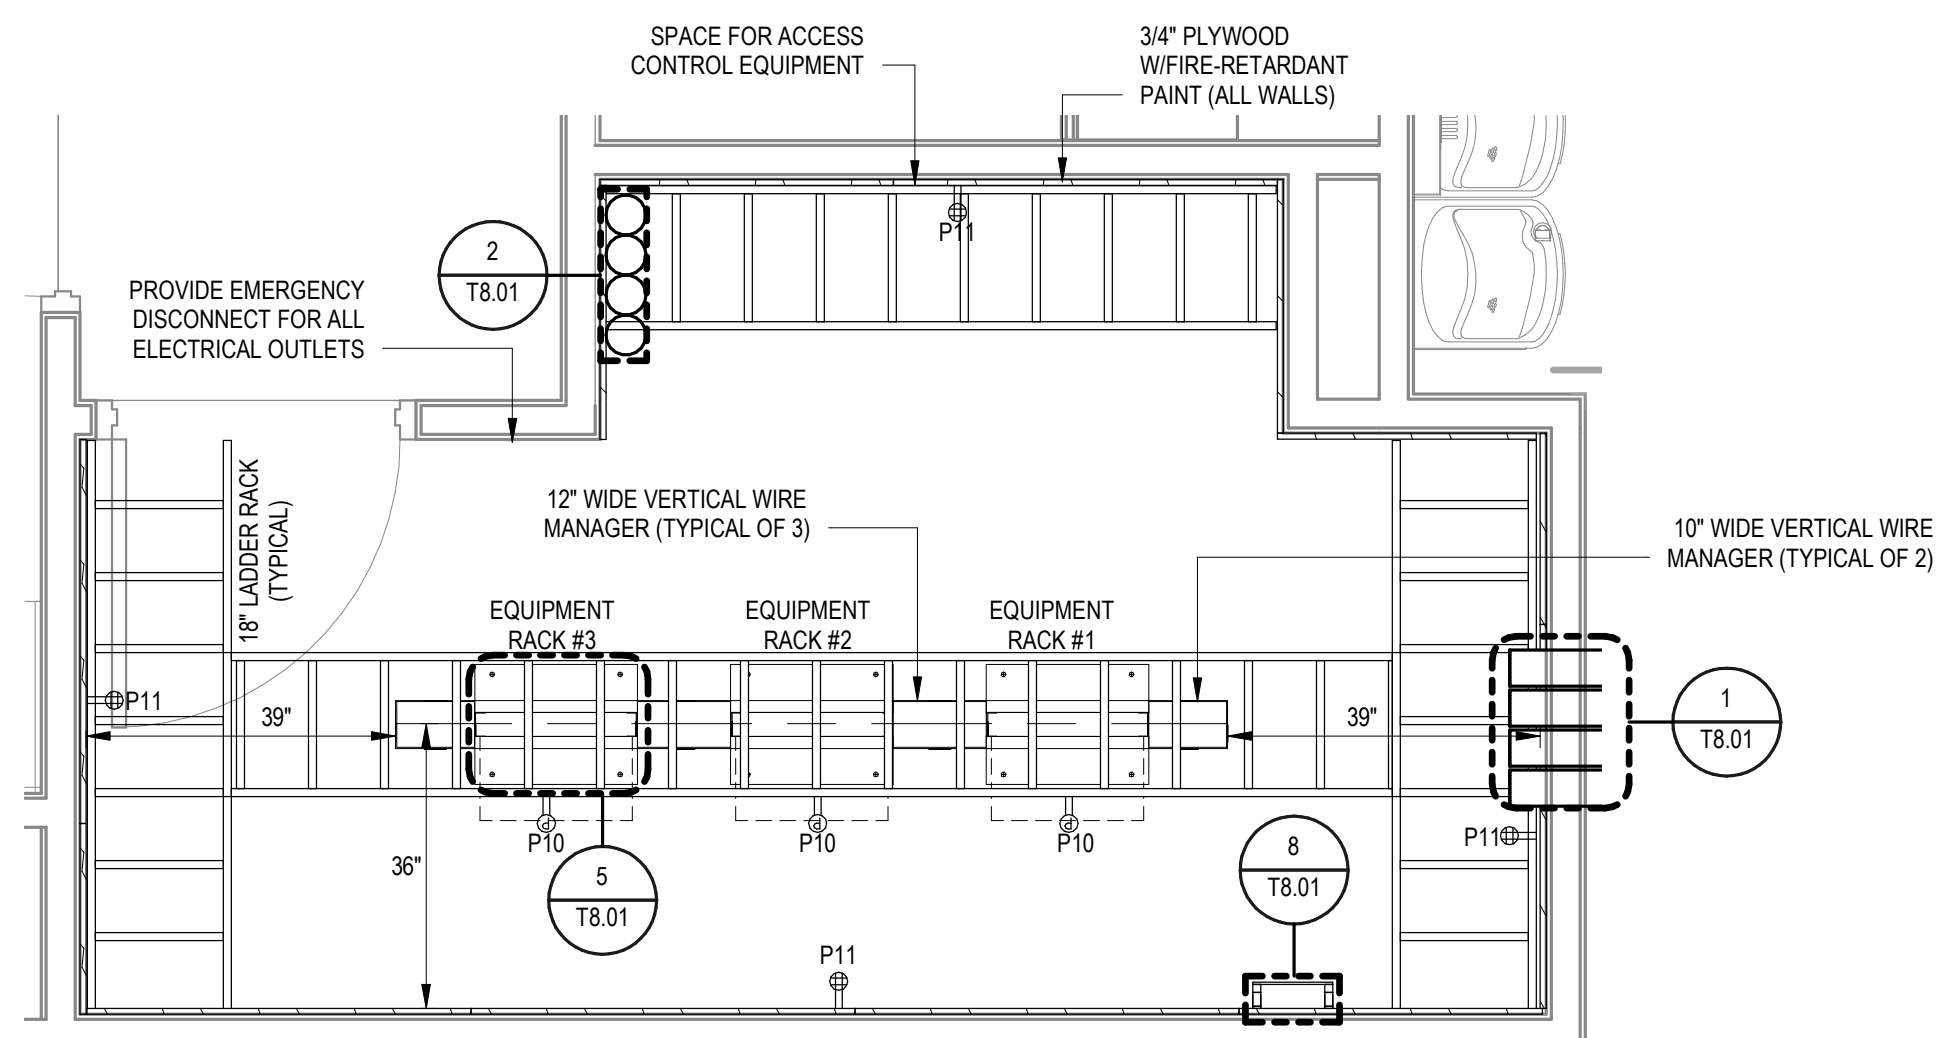 SPACE FOR ACCESS
CONTROL EQUIPMENT
3/4" PLYWOOD
W/FIRE-RETARDANT
PAINT (ALL WALLS)
P11
2
T8.01
PROVIDE EMERGENCY
DISCONNECT FOR ALL
ELECTRICAL OUTLETS
18" LADDER RACK
(TYPICAL)
12" WIDE VERTICAL WIRE
MANAGER (TYPICAL OF 3)
10" WIDE VERTICAL WIRE
MANAGER (TYPICAL OF 2)
EQUIPMENT
RACK #3
EQUIPMENT
RACK #2
EQUIPMENT
RACK #1
P11
39"
39"
1
T8.01
P10
P10
P10
P11
36"
5
T8.01
8
T8.01
P11